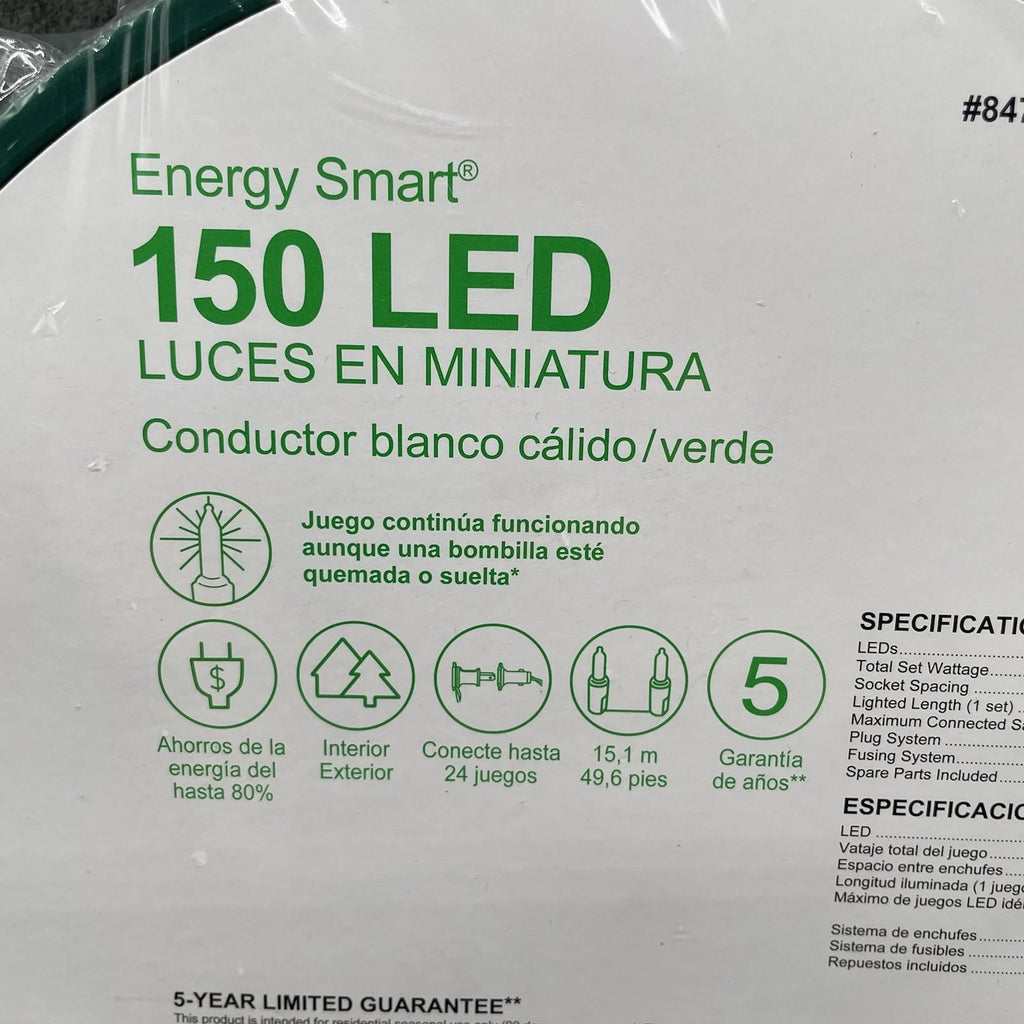 #847
Energy Smart®
150 LED
LUCES EN MINIATURA
Conductor blanco cálido/verde
Juego continúa funcionando
aunque una bombilla esté
quemada o suelta*
$
5
Ahorros de la
energía del
hasta 80%
Interior
Exterior
Conecte hasta
24 juegos
15,1 m
49,6 pies
Garantía
de años**
SPECIFICATIO
LEDs
Total Set Wattage
Socket Spacing
Lighted Length (1 set)
Maximum Connected Sa
Plug System
Fusing System
Spare Parts Included
ESPECIFICACIO
LED
Vataje total del juego
Espacio entre enchufes
Longitud iluminada (1 juego
Máximo de juegos LED idén
Sistema de enchufes
Sistema de fusibles
Repuestos incluidos
5-YEAR LIMITED GUARANTEE**
This product is intended for residential seasonal use only (90